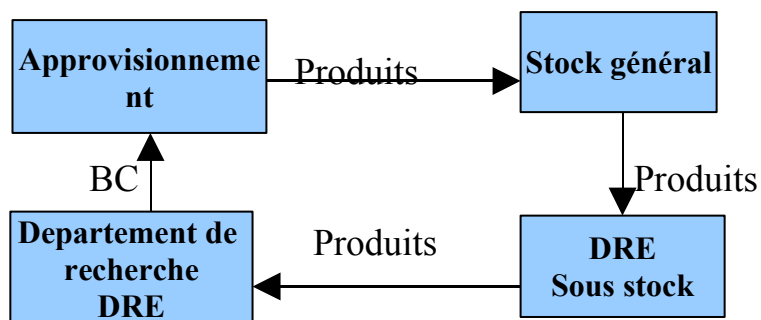 Approvisionneme
nt
Produits
Stock général
BC
Produits
Departement de
recherche
DRE
Produits
DRE
Sous stock